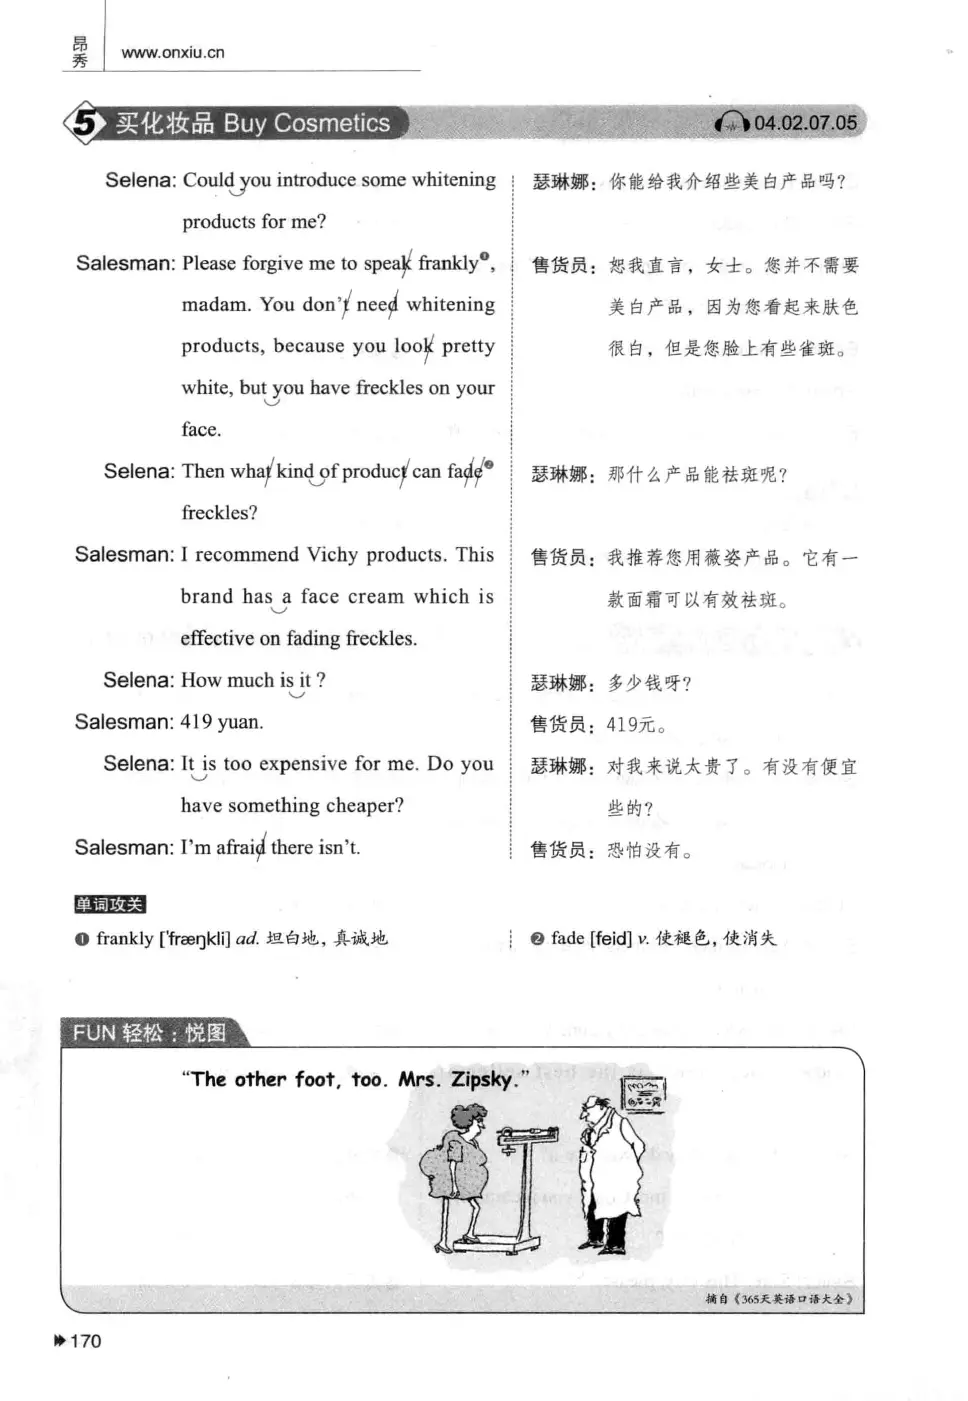 昂秀
www.onxiu.cn
5 买化妆品 Buy Cosmetics
04.02.07.05
Selena: Could you introduce some whitening
products for me?
Salesman: Please forgive me to speak frankly❶,
madam. You don't need whitening
products, because you look pretty
white, but you have freckles on your
face.
Selena: Then what kind of product can fade❷
freckles?
Salesman: I recommend Vichy products. This
brand has a face cream which is
effective on fading freckles.
Selena: How much is it ?
Salesman: 419 yuan.
Selena: It is too expensive for me. Do you
have something cheaper?
Salesman: I'm afraid there isn't.
瑟琳娜：你能给我介绍些美白产品吗?
售货员：恕我直言，女士。您并不需要
美白产品，因为您看起来肤色
很白，但是您脸上有些雀斑。
瑟琳娜：那什么产品能祛斑呢?
售货员：我推荐您用薇姿产品。它有一
款面霜可以有效祛斑。
瑟琳娜：多少钱呀?
售货员：419元。
瑟琳娜：对我来说太贵了。有没有便宜
些的?
售货员：恐怕没有。
单词攻关
❶ frankly ['fræŋkli] ad. 坦白地, 真诚地
❷ fade [feid] v. 使褪色, 使消失
FUN 轻松：悦图
“The other foot, too. Mrs. Zipsky.”
摘自《365天英语口语大全》
170